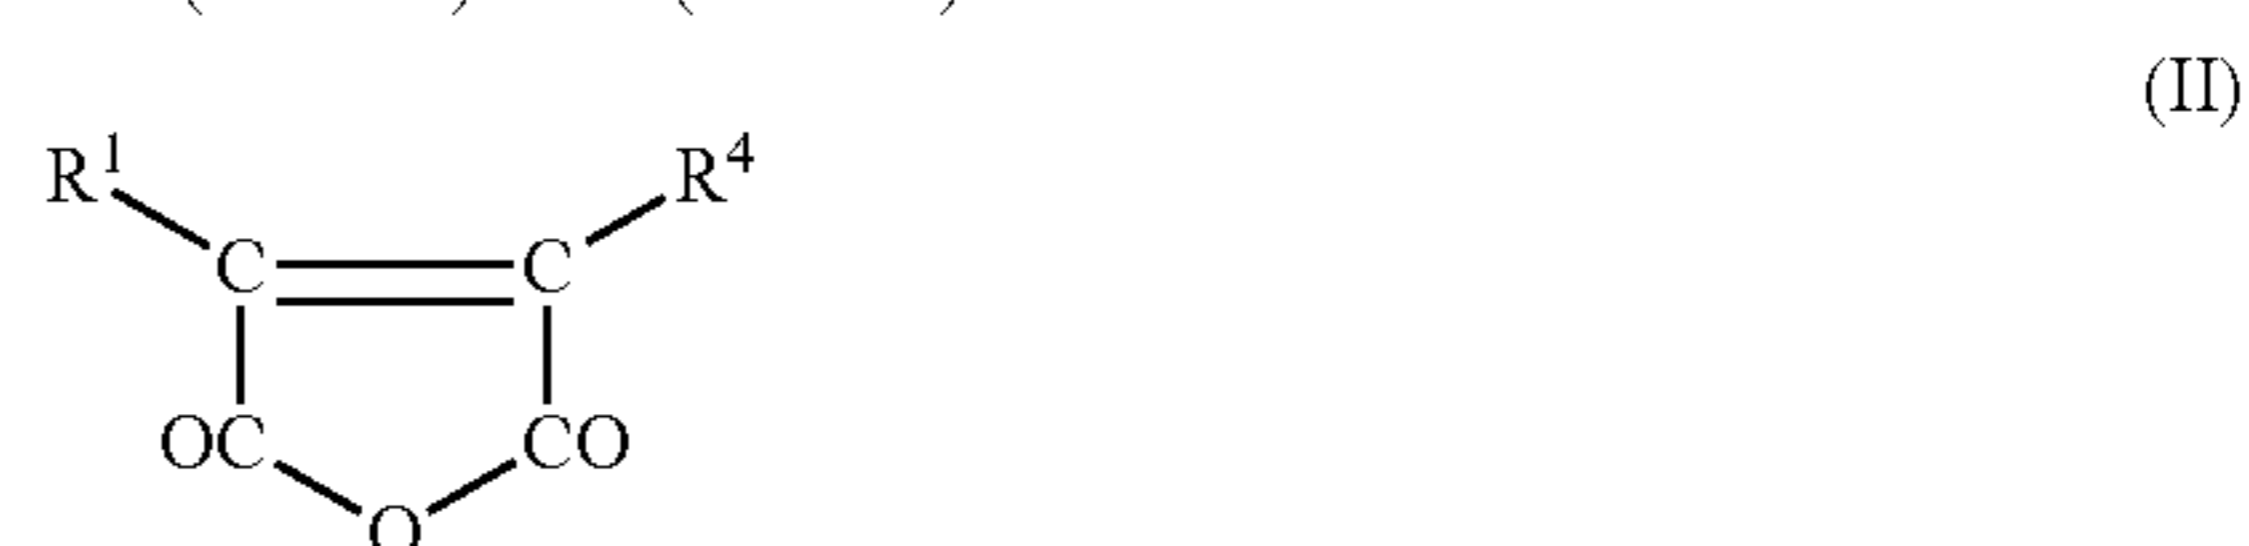 (II)
R¹ R⁴
C C
OC CO
O